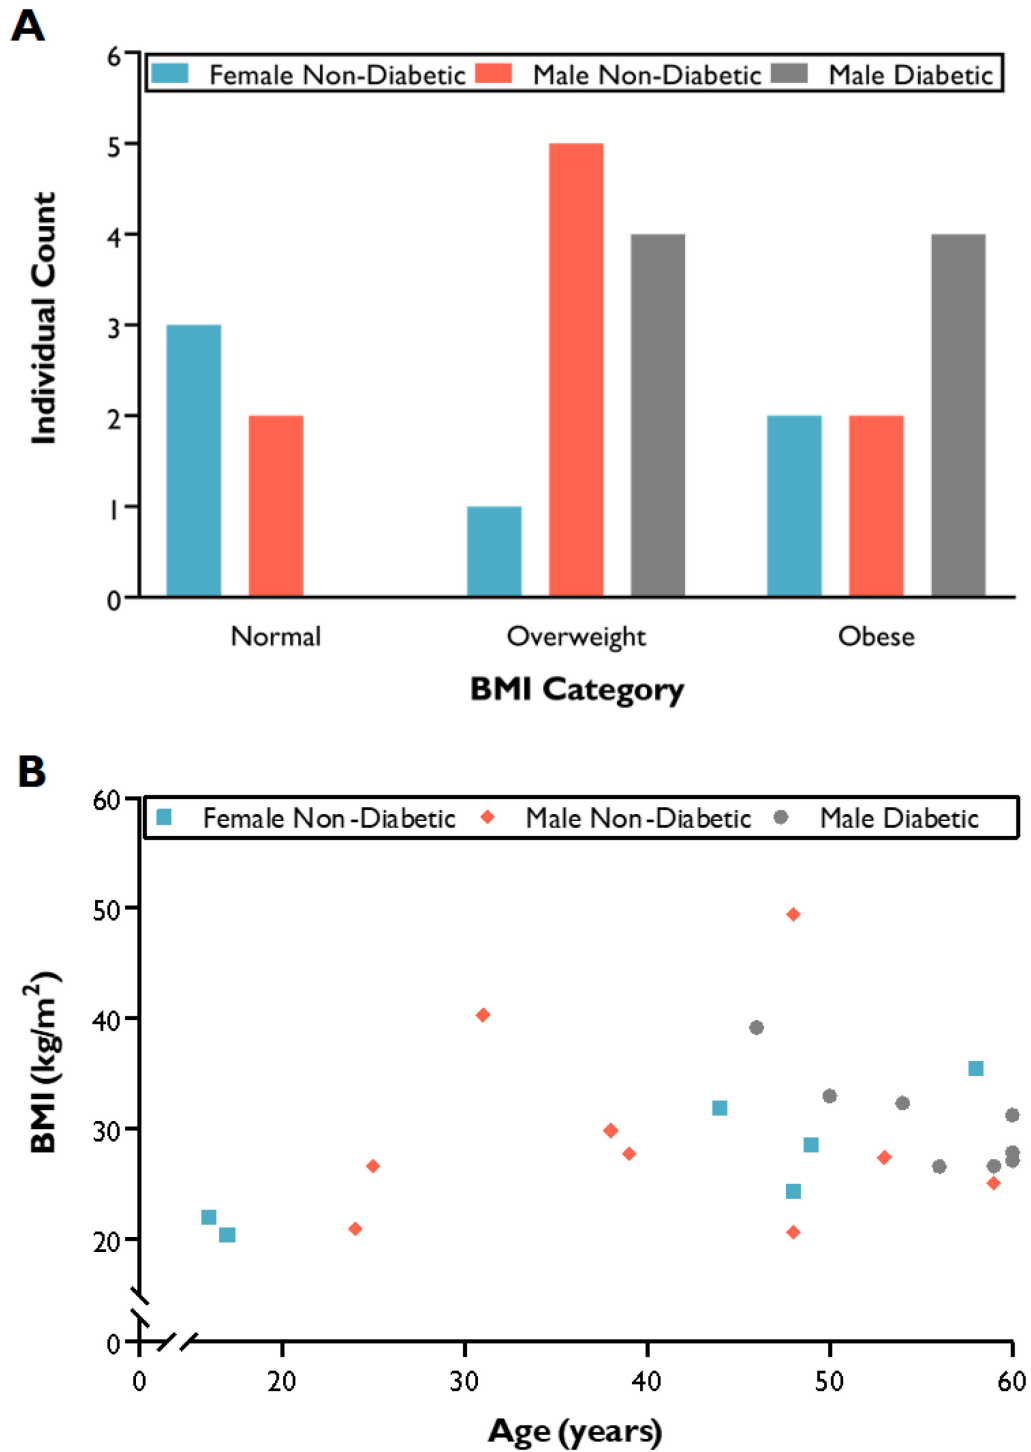 A
6
Female Non-Diabetic Male Non-Diabetic Male Diabetic
5
4
3
2
1
0
Individual Count
Normal Overweight Obese
BMI Category
B
60
Female Non-Diabetic Male Non-Diabetic Male Diabetic
50
40
30
20
0
BMI (kg/m²)
0 20 30 40 50 60
Age (years)